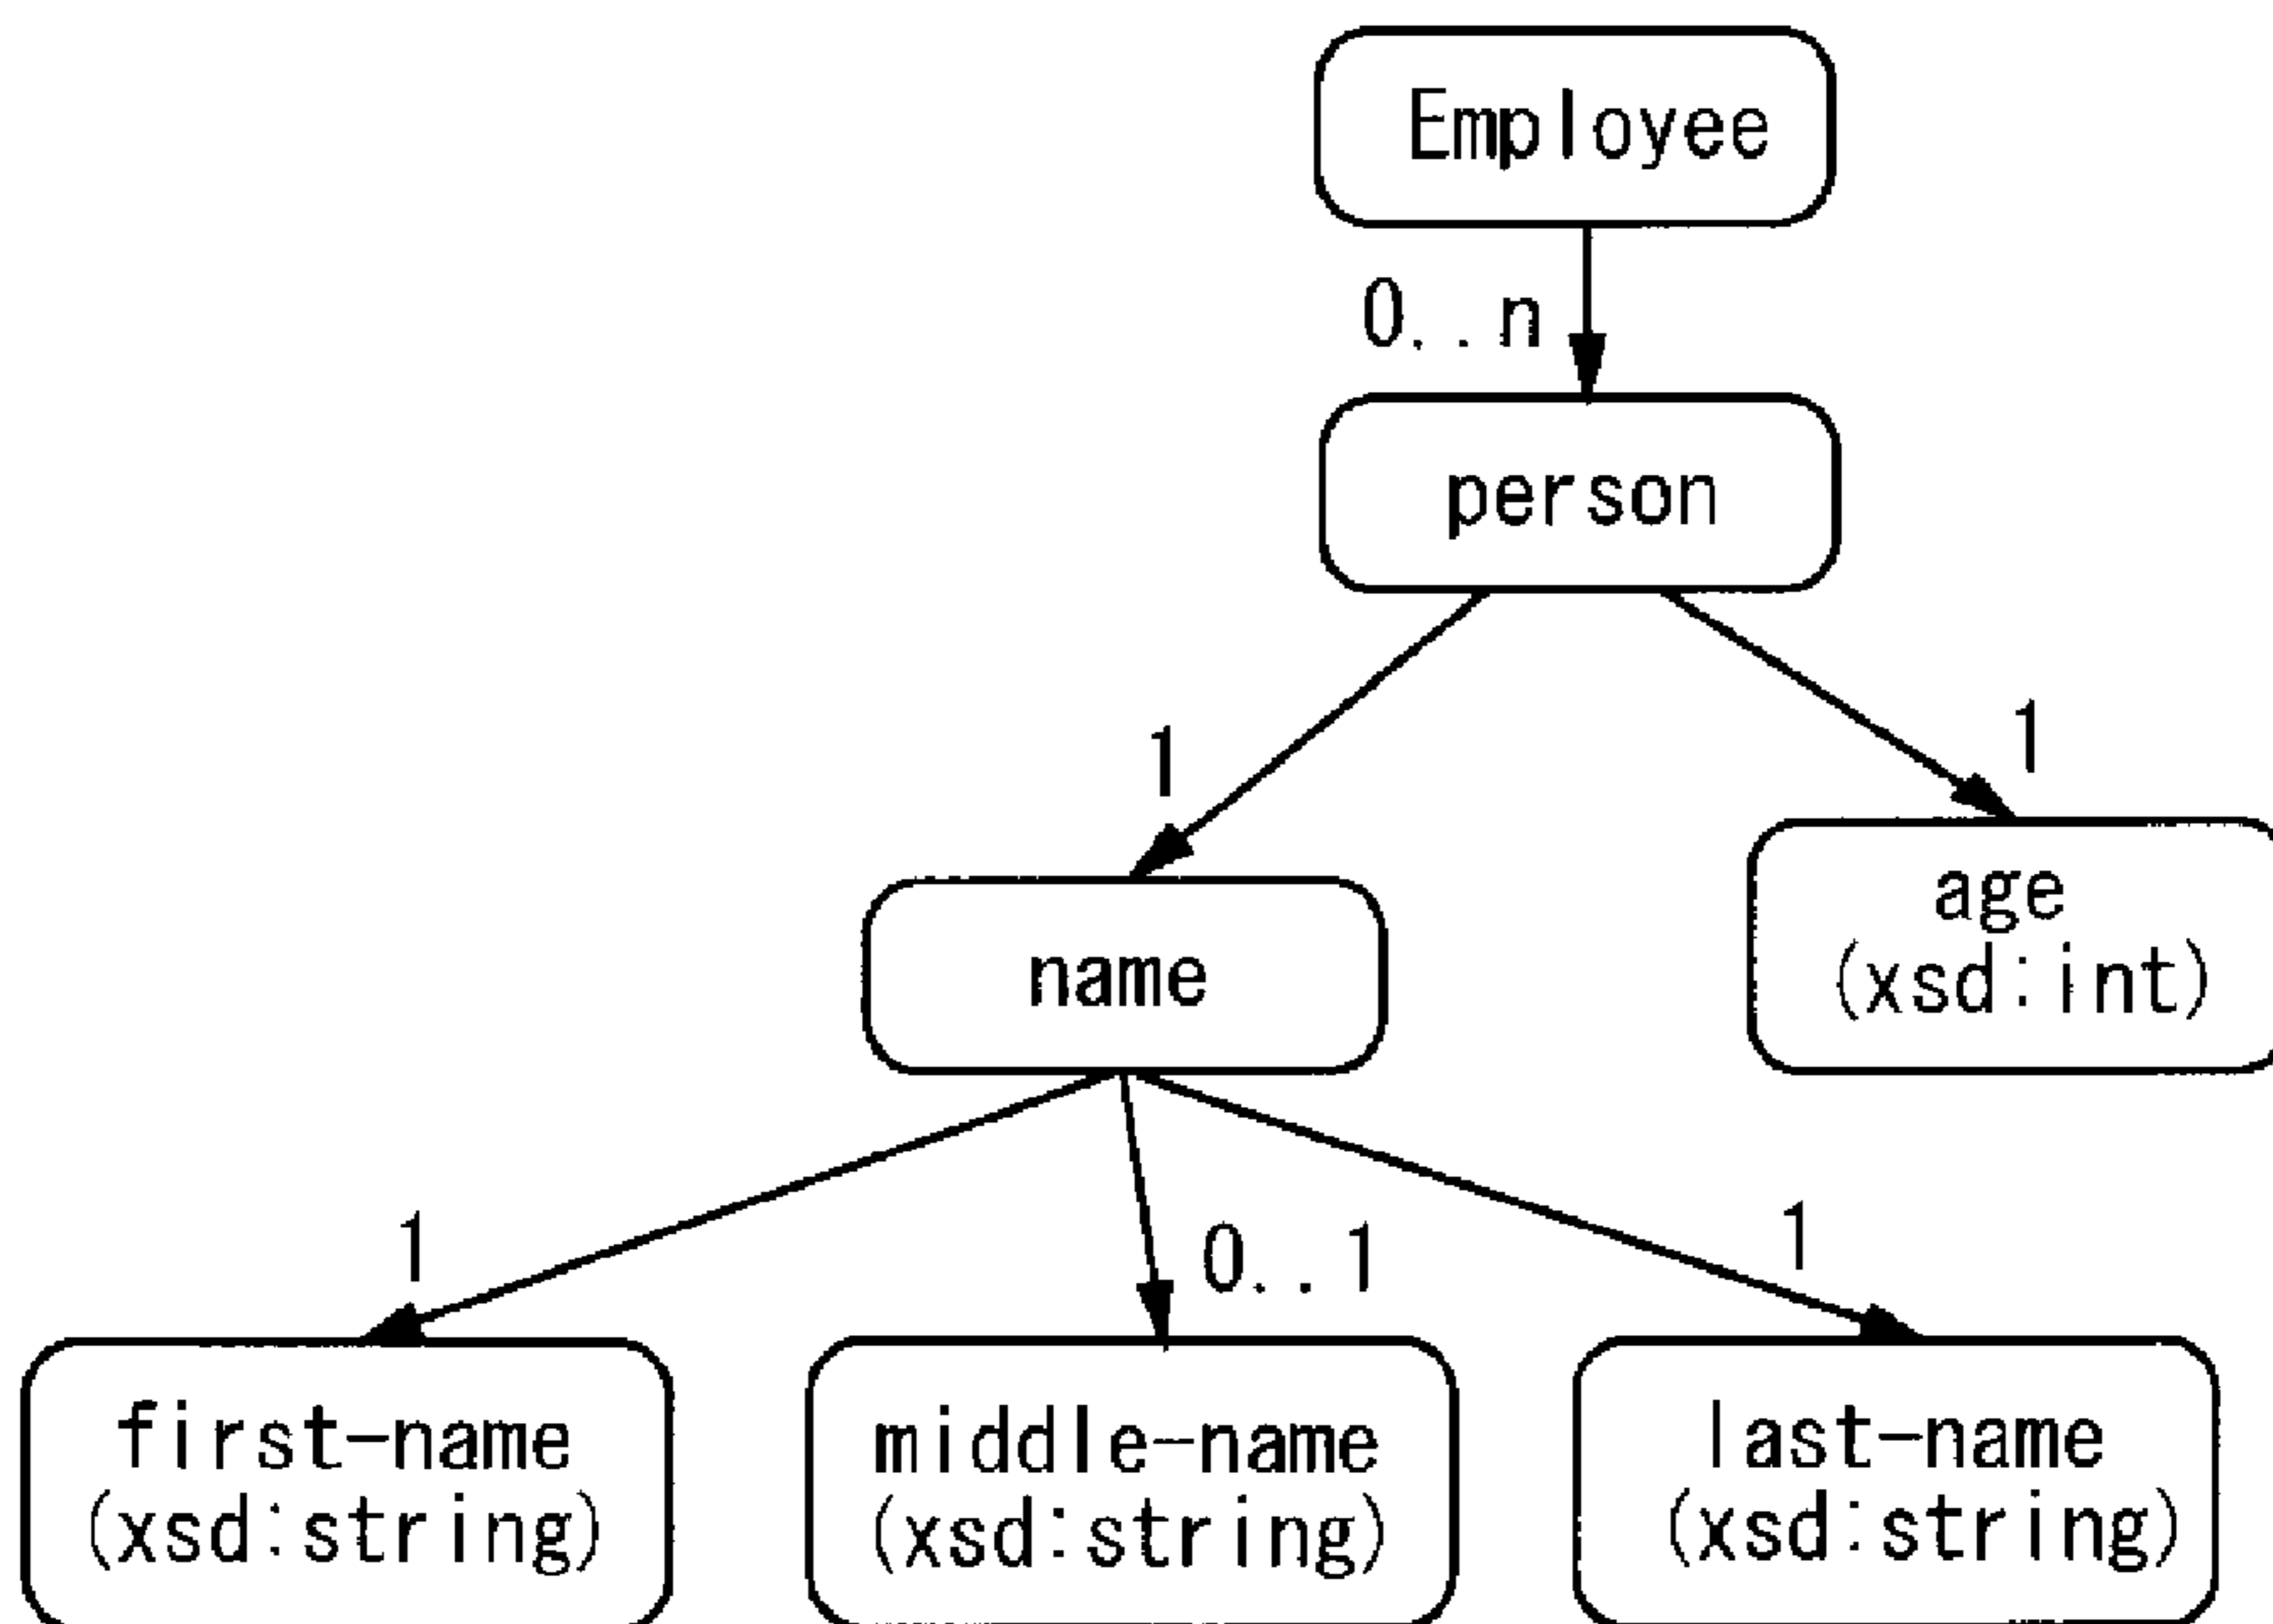 Employee
0..n
person
1
1
name
age
(xsd:int)
1
0..1
1
first-name
(xsd:string)
middle-name
(xsd:string)
last-name
(xsd:string)